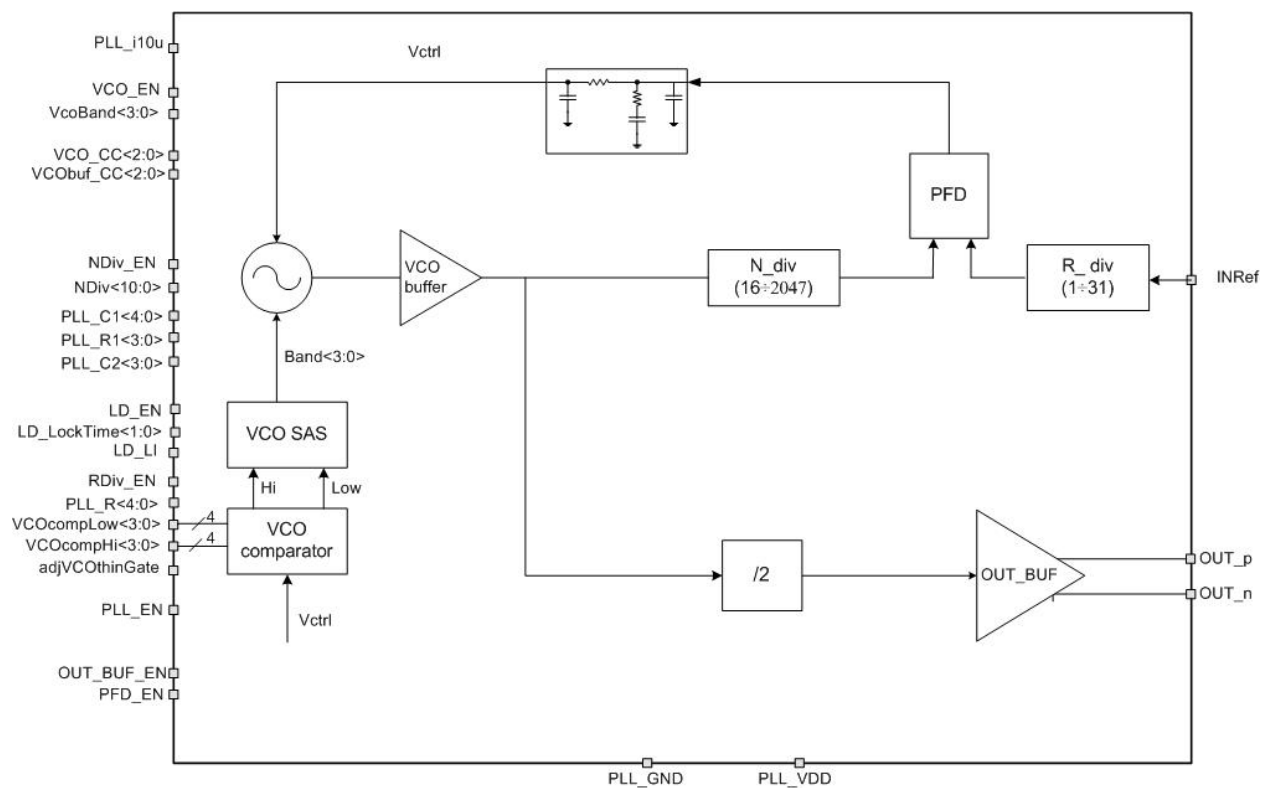 PLL_i10u
Vctrl
VCO_EN
VcoBand<3:0>
VCO_CC<2:0>
VCObuf_CC<2:0>
PFD
NDiv_EN
NDiv<10:0>
VCO
buffer
N_div
(16÷2047)
R_ div
(1÷31)
INRef
PLL_C1<4:0>
PLL_R1<3:0>
PLL_C2<3:0>
Band<3:0>
LD_EN
LD_LockTime<1:0>
LD_LI
VCO SAS
RDiv_EN
PLL_R<4:0>
Hi
Low
VCOcompLow<3:0>
4
VCOcompHi<3:0>
4
VCO
comparator
adjVCOthinGate
/2
OUT_BUF
OUT_p
OUT_n
PLL_EN
Vctrl
OUT_BUF_EN
PFD_EN
PLL_GND
PLL_VDD